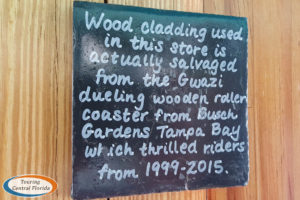 Wood cladding used
in this store is
actually salvaged
from the Gwazi
dueling wooden roller
coaster from Busch
Gardens Tampa Bay
which thrilled riders
from 1999-2015.
Touring
Central Florida